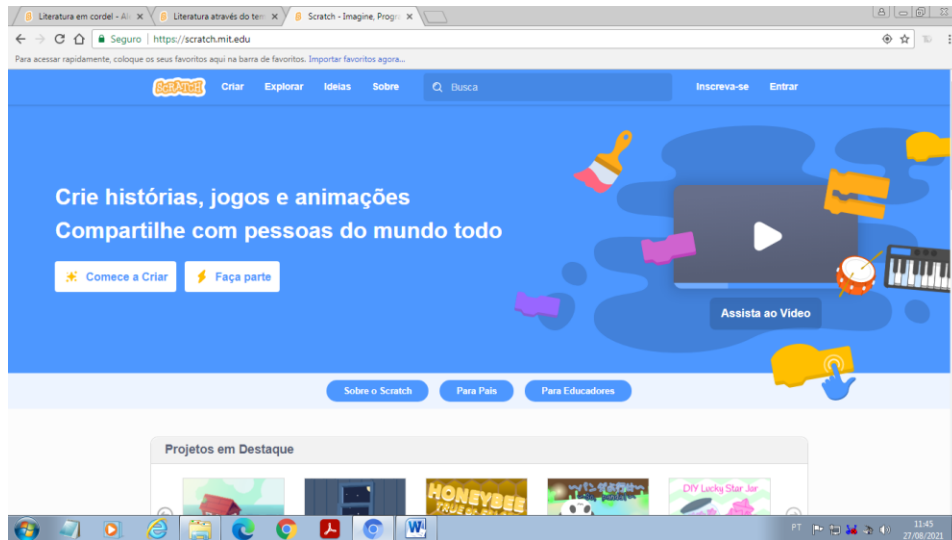 Literatura em cordel - Alc
Literatura através do tem
Scratch - Imagine, Progra
Seguro | https://scratch.mit.edu
Para acessar rapidamente, coloque os seus favoritos aqui na barra de favoritos. Importar favoritos agora...
SCRATCH Criar Explorar Ideias Sobre Busca Inscreva-se Entrar
Crie histórias, jogos e animações
Compartilhe com pessoas do mundo todo
Comece a Criar Faça parte
Assista ao Video
Sobre o Scratch Para Pais Para Educadores
Projetos em Destaque
HONEYBEE
DIY Lucky Star Jar
PT 11:45
27/08/2021